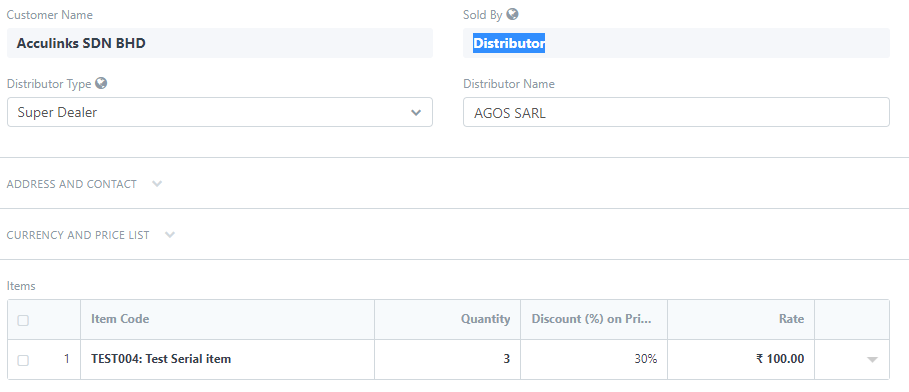 Customer Name
Sold By
Acculinks SDN BHD
Distributor
Distributor Type
Distributor Name
Super Dealer
AGOS SARL
ADDRESS AND CONTACT
CURRENCY AND PRICE LIST
Items
Item Code Quantity Discount (%) on Pri... Rate
1 TEST004: Test Serial item 3 30% ₹ 100.00